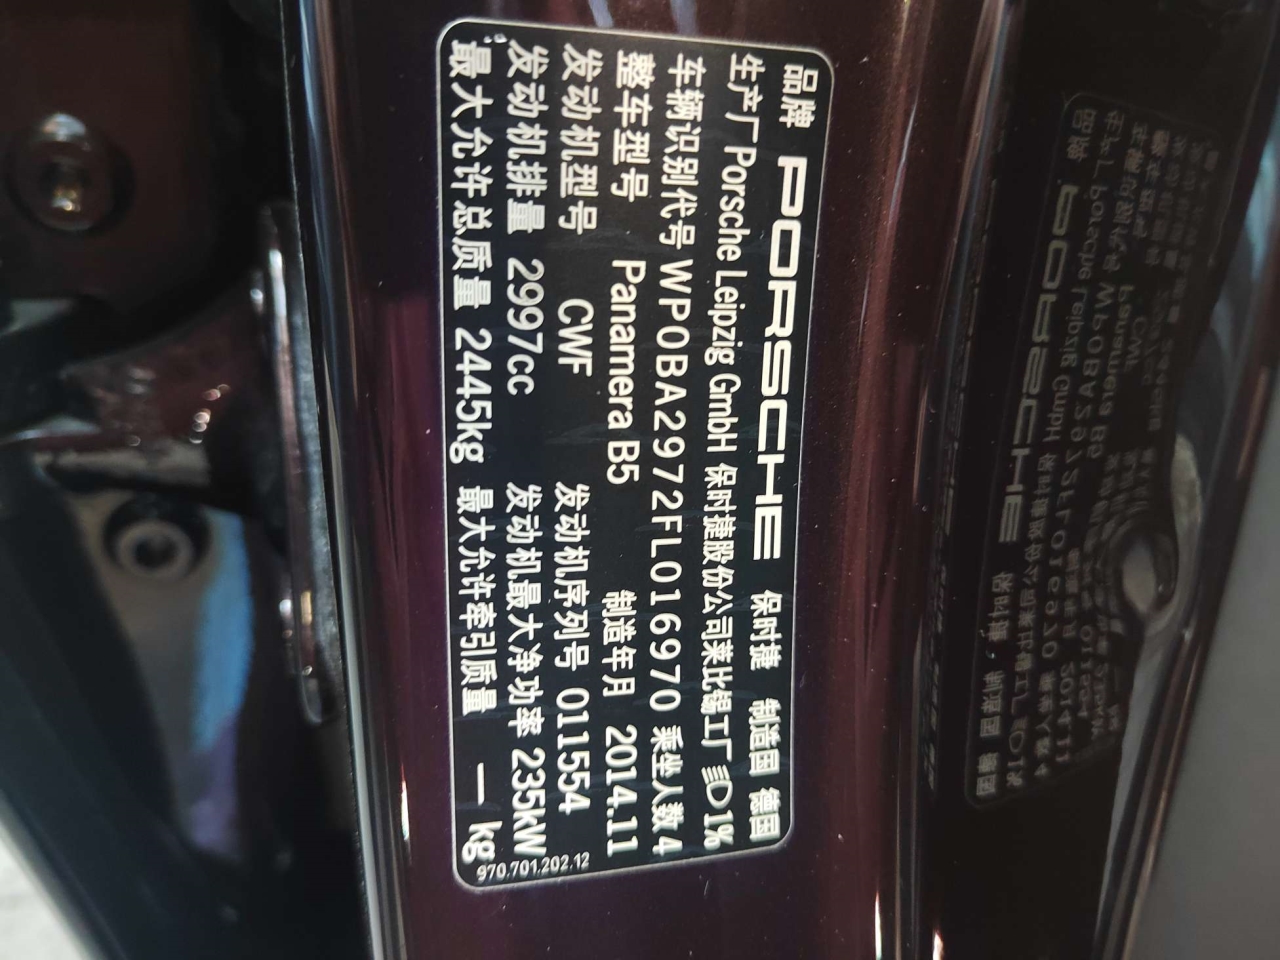 品牌 PORSCHE 保时捷 制造国 德国
生产厂 Porsche Leipzig GmbH 保时捷股份公司莱比锡工厂 1%
车辆识别代号 WP0BA2972FL016970 乘坐人数 4
整车型号 Panamera B5 制造年月 2014.11
发动机型号 CWF 发动机序列号 011554
发动机排量 2997cc 发动机最大净功率 235kW
最大允许总质量 2445kg 最大允许牵引质量 — kg
970.701.202.12